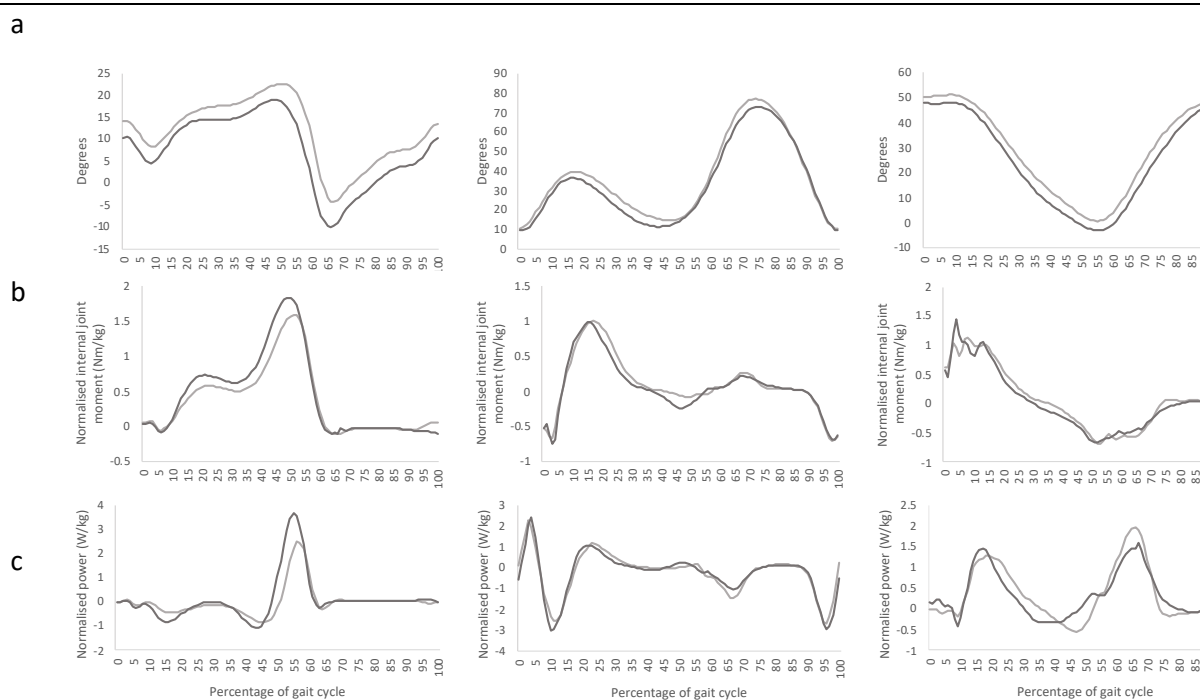 a
25
20
15
10
5
0
-5
-10
-15
Degrees
0 5 10 15 20 25 30 35 40 45 50 55 60 65 70 75 80 85 90 95 .00
90
80
70
60
50
40
30
20
10
0
Degrees
0 5 10 15 20 25 30 35 40 45 50 55 60 65 70 75 80 85 90 95 00
60
50
40
30
20
10
0
-10
Degrees
0 5 10 15 20 25 30 35 40 45 50 55 60 65 70 75 80 85
b
2
1.5
1
0.5
0
-0.5
Normalised internal joint
moment (Nm/kg)
0 5 10 15 20 25 30 35 40 45 50 55 60 65 70 75 80 85 90 95 100
1.5
1
0.5
0
-0.5
-1
Normalised internal joint
moment (Nm/kg)
0 5 10 15 20 25 30 35 40 45 50 55 60 65 70 75 80 85 90 95 100
2
1.5
1
0.5
0
-0.5
-1
Normalised internal joint
moment (Nm/kg)
0 5 10 15 20 25 30 35 40 45 50 55 60 65 70 75 80 85
c
4
3
2
1
0
-1
-2
Normalised power (W/kg)
0 5 10 15 20 25 30 35 40 45 50 55 60 65 70 75 80 85 90 95 100
Percentage of gait cycle
3
2
1
0
-1
-2
-3
-4
Normalised power (W/kg)
0 5 10 15 20 25 30 35 40 45 50 55 60 65 70 75 80 85 90 95 100
Percentage of gait cycle
2.5
2
1.5
1
0.5
0
-0.5
-1
Normalised power (W/kg)
0 5 10 15 20 25 30 35 40 45 50 55 60 65 70 75 80 85
Percentage of gait cycle